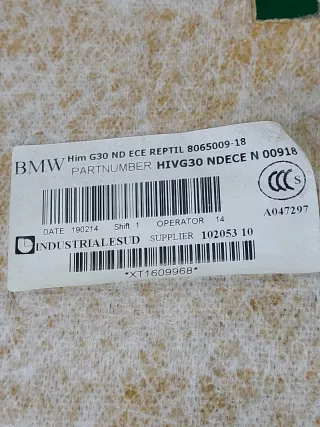 BMW Him G30 ND ECE REPTIL 8065009-18
PARTNUMBER HIVG30 NDECE N 00918
CCC S
A047297
DATE 190214 Shift 1 OPERATOR 14
INDUSTRIALESUD SUPPLIER 102053 10
*XT1609968*